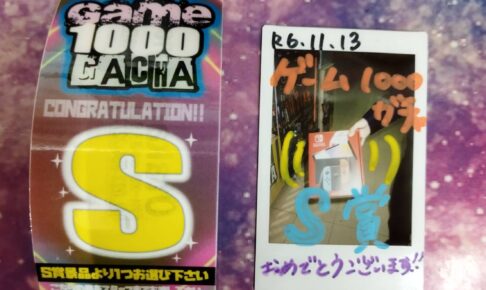 Game
1000
GACHA
CONGRATULATION!!
S
S賞景品より1つお選び下さい
R6.11.13
ゲーム1000
ガチャ
S賞
おめでとうございます!!